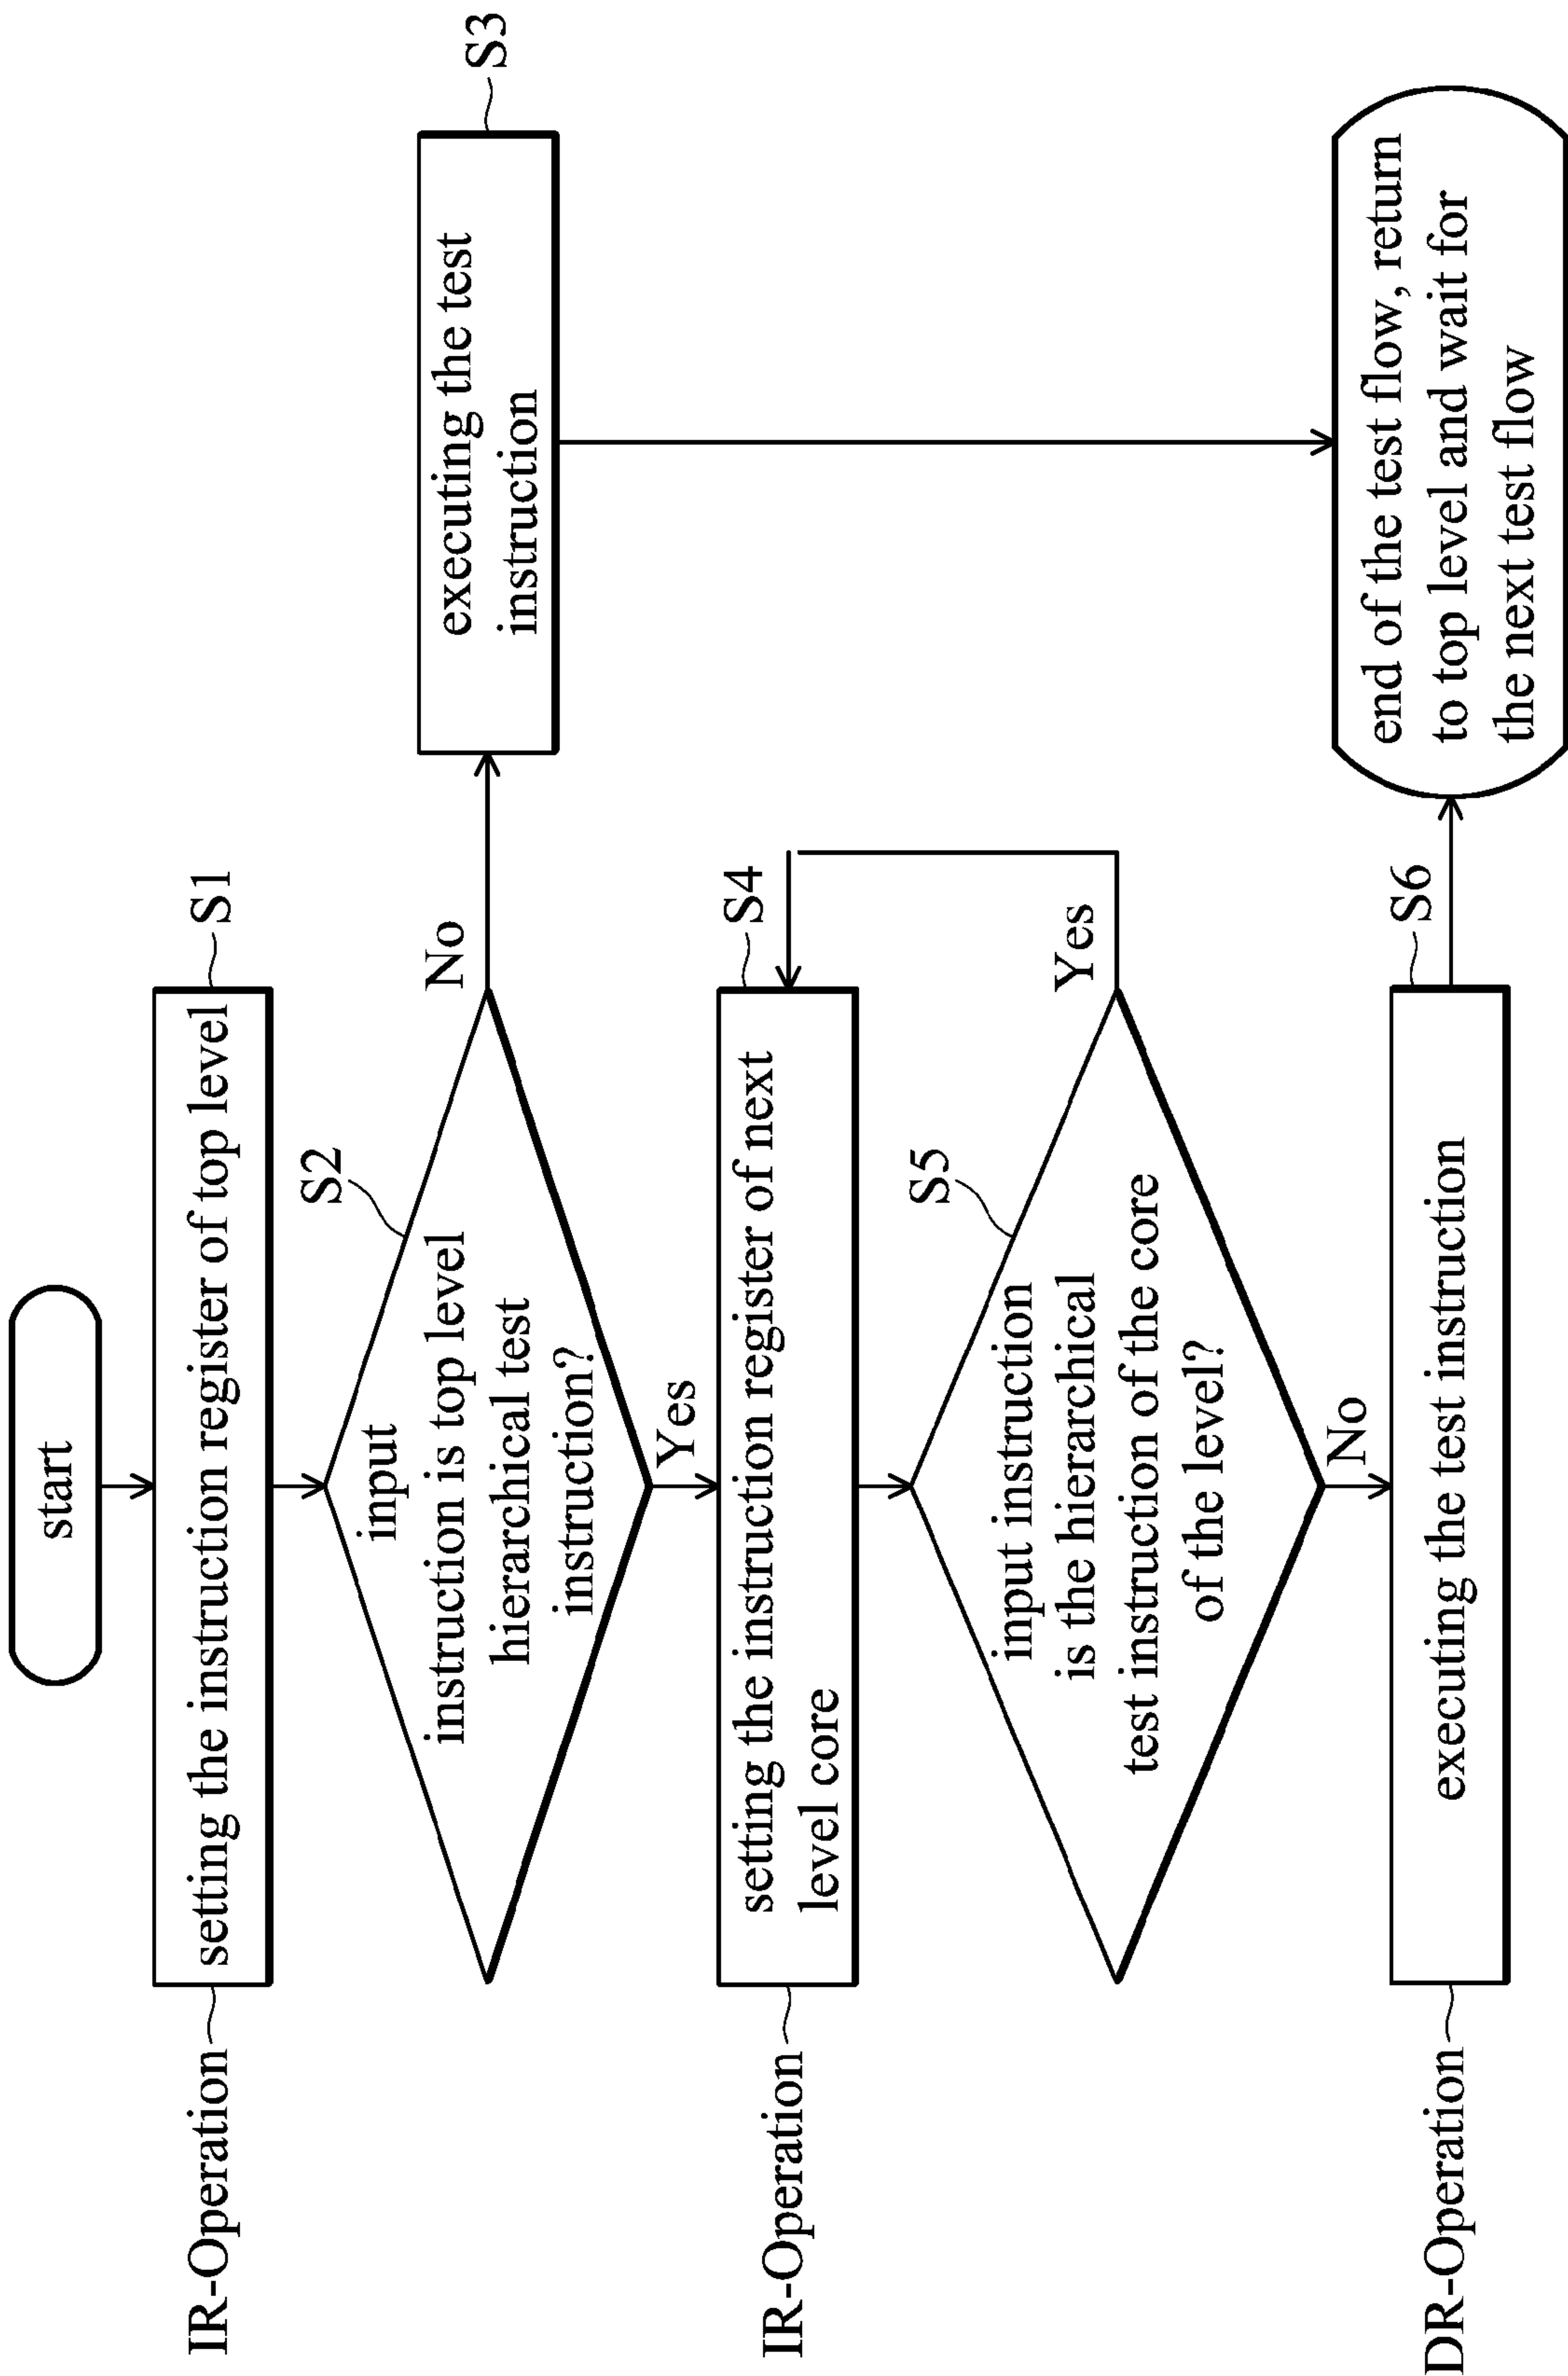 start
IR-Operation
setting the instruction register of top level
S1
S2
input
instruction is top level
hierarchical test
instruction?
No
executing the test
instruction
S3
Yes
IR-Operation
setting the instruction register of next
level core
S4
S5
input instruction
is the hierarchical
test instruction of the core
of the level?
Yes
No
DR-Operation
executing the test instruction
S6
end of the test flow, return
to top level and wait for
the next test flow